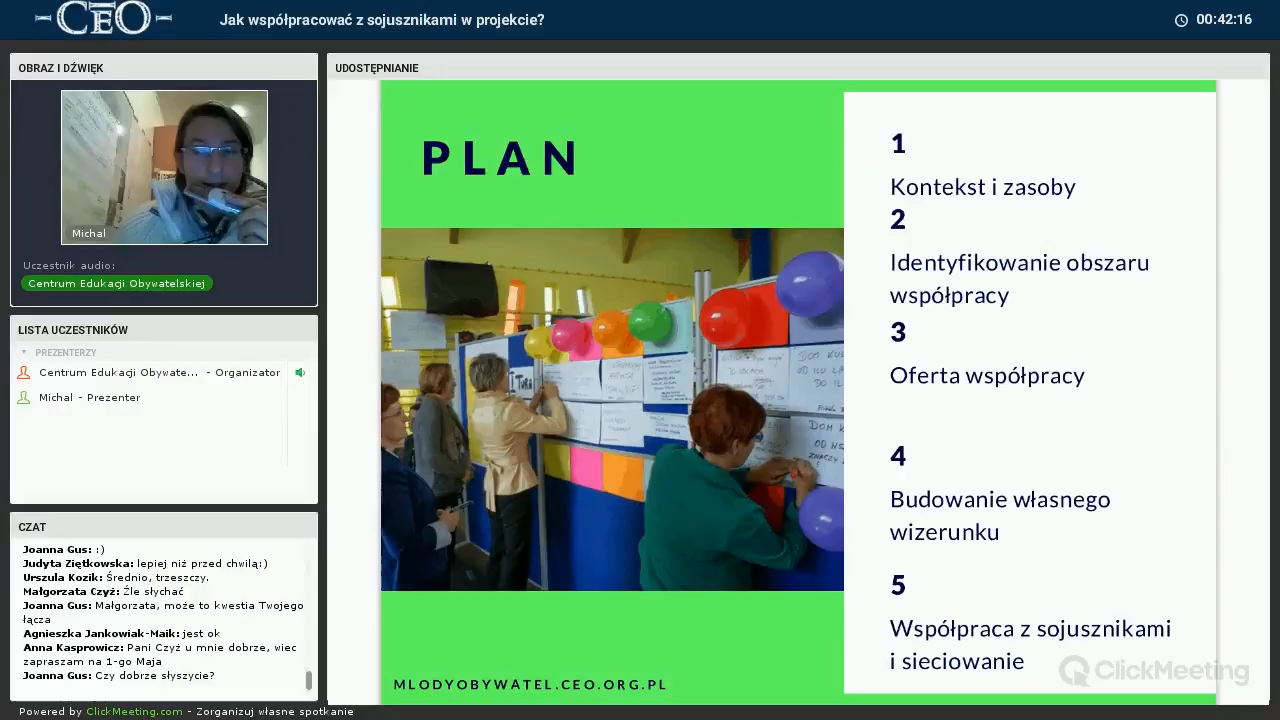 CEO
Jak współpracować z sojusznikami w projekcie?
00:42:16
OBRAZ I DŹWIĘK
Michal
Uczestnik audio:
Centrum Edukacji Obywatelskiej
LISTA UCZESTNIKÓW
PREZENTERZY
Centrum Edukacji Obywate... - Organizator
Michal - Prezenter
CZAT
Joanna Gus: :)
Judyta Ziętkowska: lepiej niż przed chwilą:)
Urszula Kozik: Średnio, trzeszczy.
Małgorzata Czyż: Źle słychać
Joanna Gus: Małgorzata, może to kwestia Twojego
łącza
Agnieszka Jankowiak-Maik: jest ok
Anna Kasprowicz: Pani Czyż u mnie dobrze, wiec
zapraszam na 1-go Maja
Joanna Gus: Czy dobrze słyszycie?
UDOSTĘPNIANIE
PLAN
MLODYOBYWATEL.CEO.ORG.PL
1
Kontekst i zasoby
2
Identyfikowanie obszaru
współpracy
3
Oferta współpracy
4
Budowanie własnego
wizerunku
5
Współpraca z sojusznikami
i sieciowanie
ClickMeeting
Powered by ClickMeeting.com - Zorganizuj własne spotkanie